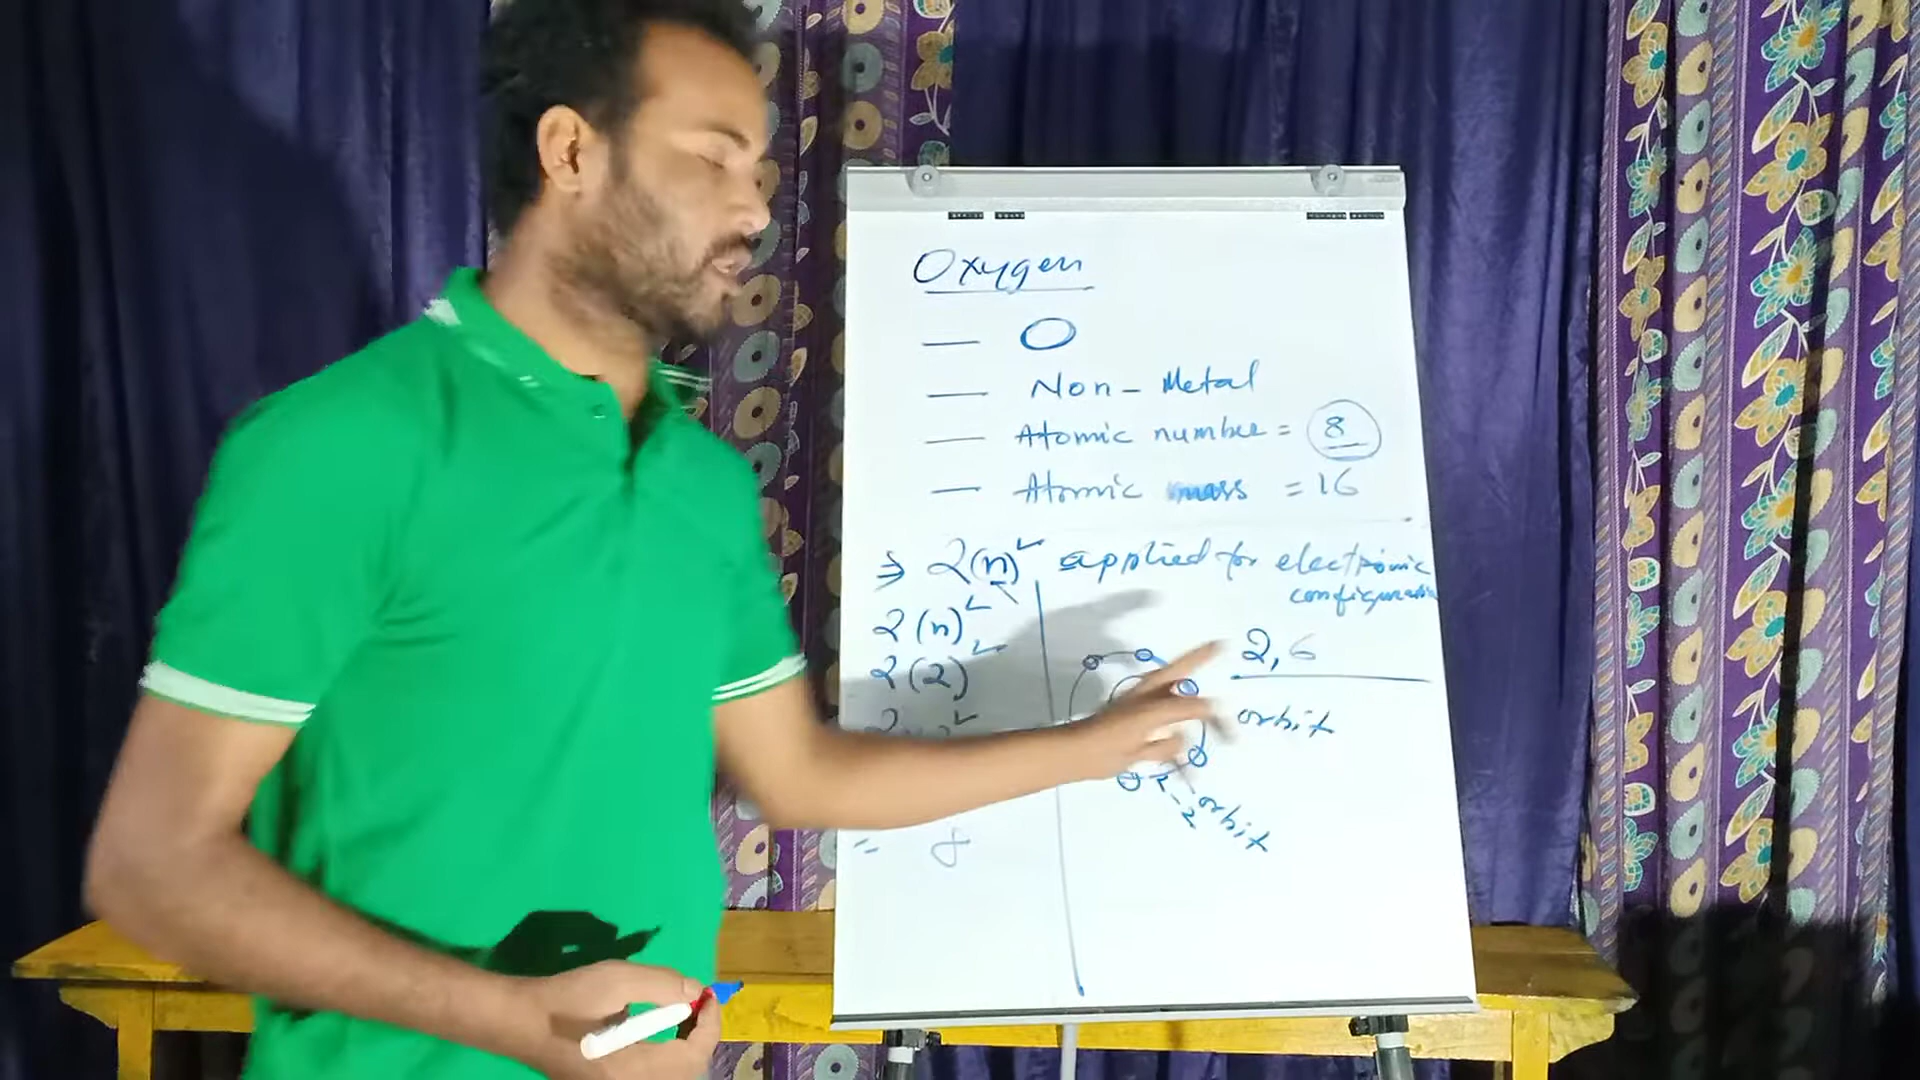 Oxygen
— O
— Non-Metal
— Atomic number = 8
— Atomic mass = 16
⇒ 2(n)² applied for electronic
configuration
2(n)²
2(2)²
= 8
2,6
orbit
orbit